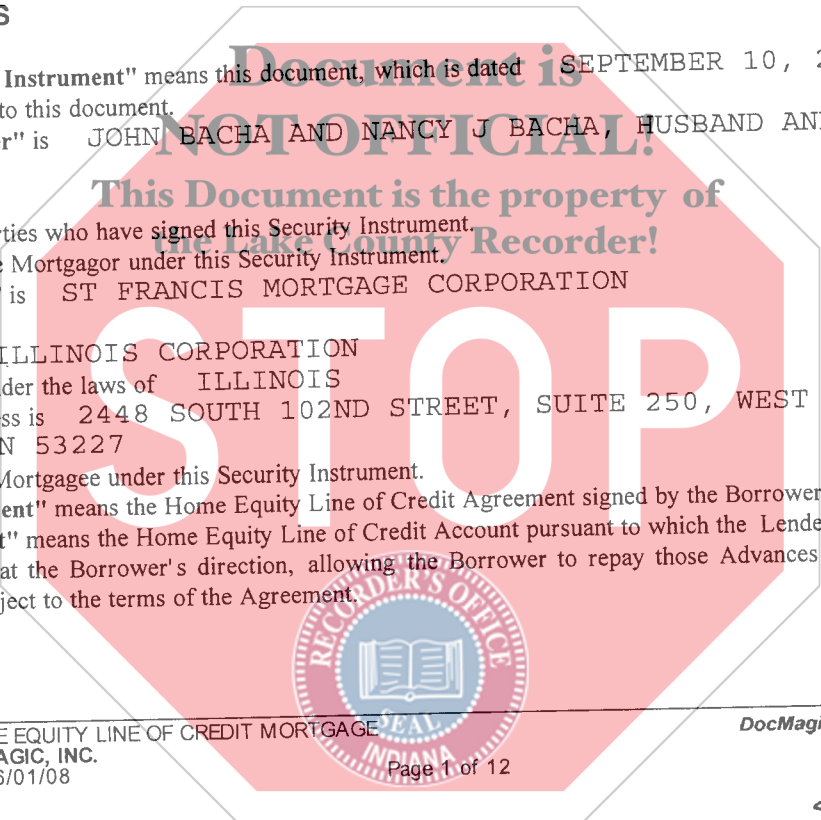 S
Document is
Instrument" means this document, which is dated SEPTEMBER 10, 2
to this document.
NOT OFFICIAL!
r" is JOHN BACHA AND NANCY J BACHA, HUSBAND AN
This Document is the property of
rties who have signed this Security Instrument.
the Lake County Recorder!
e Mortgagor under this Security Instrument.
" is ST FRANCIS MORTGAGE CORPORATION
STOP
ILLINOIS CORPORATION
der the laws of ILLINOIS
ss is 2448 SOUTH 102ND STREET, SUITE 250, WEST
N 53227
Mortgagee under this Security Instrument.
ent" means the Home Equity Line of Credit Agreement signed by the Borrower
t" means the Home Equity Line of Credit Account pursuant to which the Lende
at the Borrower's direction, allowing the Borrower to repay those Advances
ject to the terms of the Agreement.
RECORDER'S OFFICE
SEAL
INDIANA
E EQUITY LINE OF CREDIT MORTGAGE
DocMagi
AGIC, INC.
6/01/08
Page 1 of 12